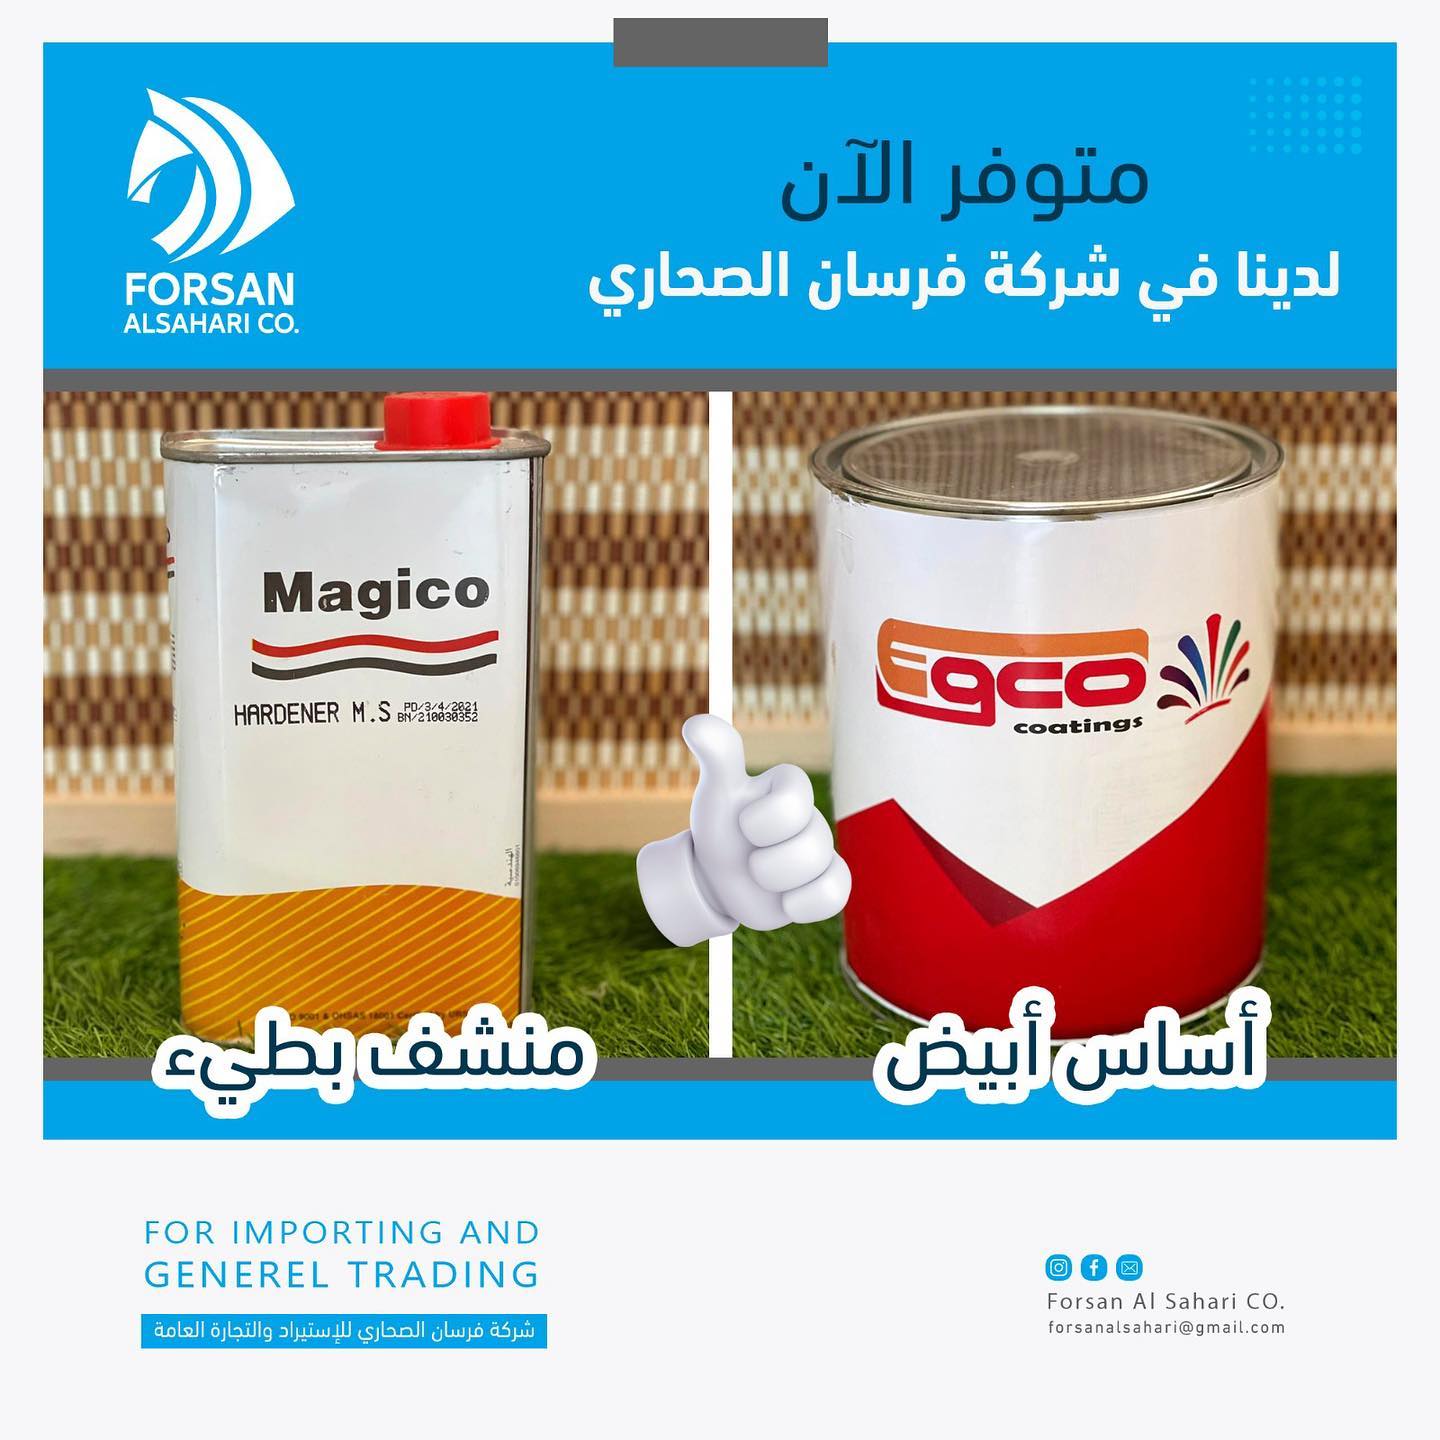 FORSAN
ALSAHARI CO.
متوفر الآن
لدينا في شركة فرسان الصحاري
Magico
HARDENER M.S PD/3/4/2021
BN/210030352
Egco
coatings
منشف بطيء
أساس أبيض
FOR IMPORTING AND
GENEREL TRADING
شركة فرسان الصحاري للإستيراد والتجارة العامة
Forsan Al Sahari CO.
forsanalsahari@gmail.com